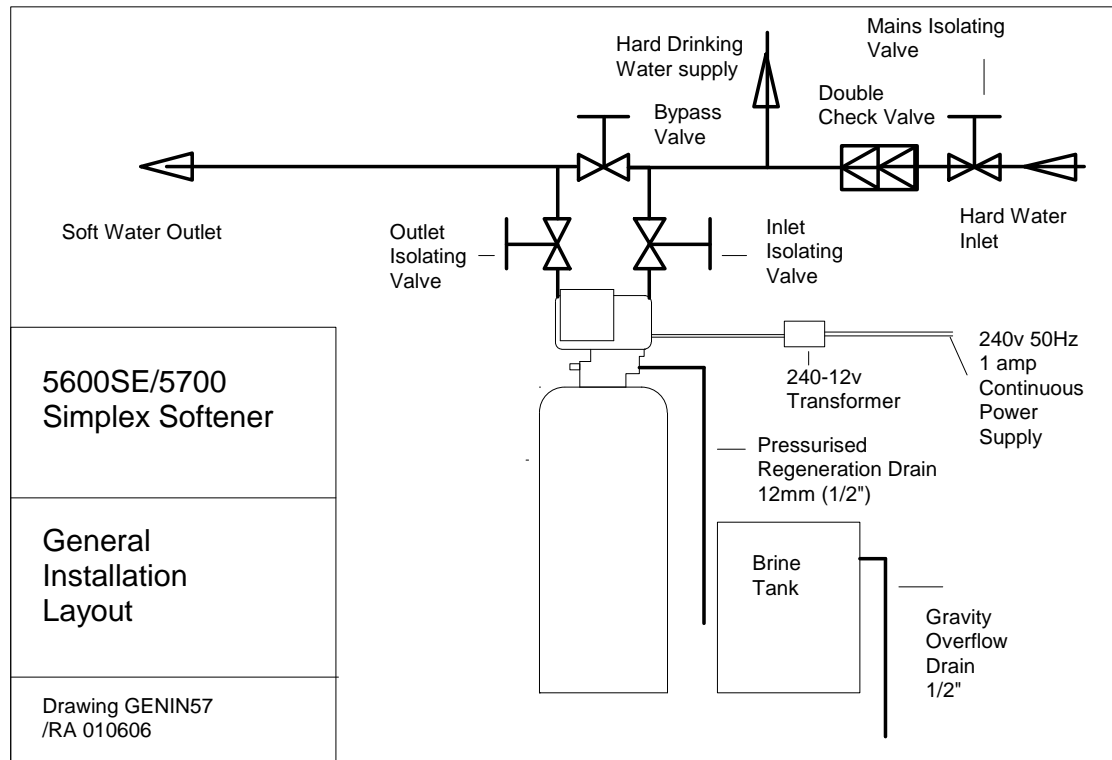 Hard Drinking
Water supply
Mains Isolating
Valve
Bypass
Valve
Double
Check Valve
Soft Water Outlet
Outlet
Isolating
Valve
Inlet
Isolating
Valve
Hard Water
Inlet
240-12v
Transformer
240v 50Hz
1 amp
Continuous
Power
Supply
5600SE/5700
Simplex Softener
Pressurised
Regeneration Drain
12mm (1/2")
General
Installation
Layout
Brine
Tank
Gravity
Overflow
Drain
1/2"
Drawing GENIN57
/RA 010606